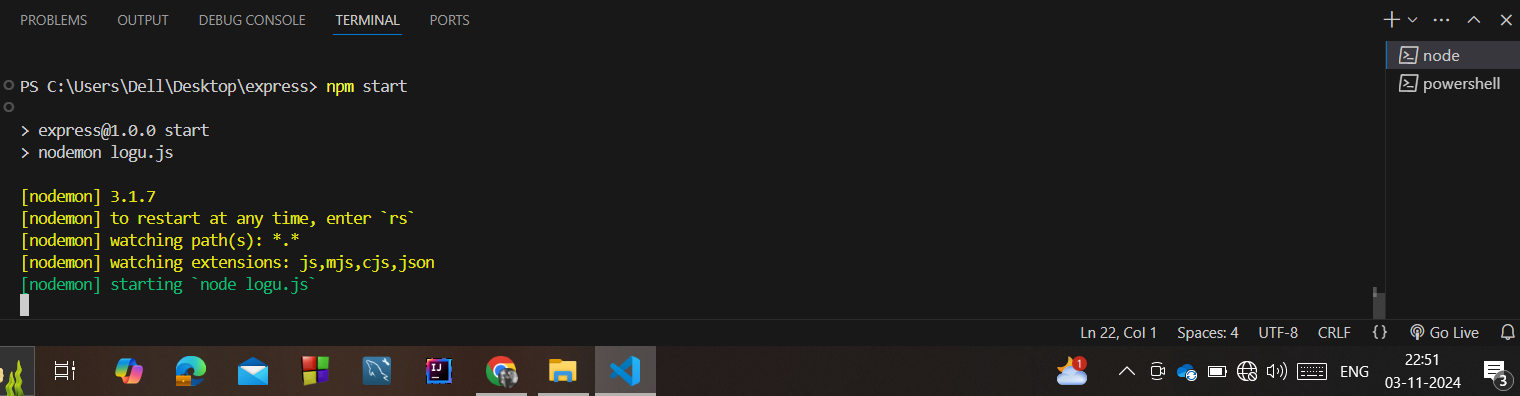 PROBLEMS OUTPUT DEBUG CONSOLE TERMINAL PORTS
node
powershell
PS C:\Users\Dell\Desktop\express> npm start
> express@1.0.0 start
> nodemon logu.js
[nodemon] 3.1.7
[nodemon] to restart at any time, enter `rs`
[nodemon] watching path(s): *.*
[nodemon] watching extensions: js,mjs,cjs,json
[nodemon] starting `node logu.js`
Ln 22, Col 1 Spaces: 4 UTF-8 CRLF {} Go Live
IJ
1
ENG
22:51
03-11-2024
3